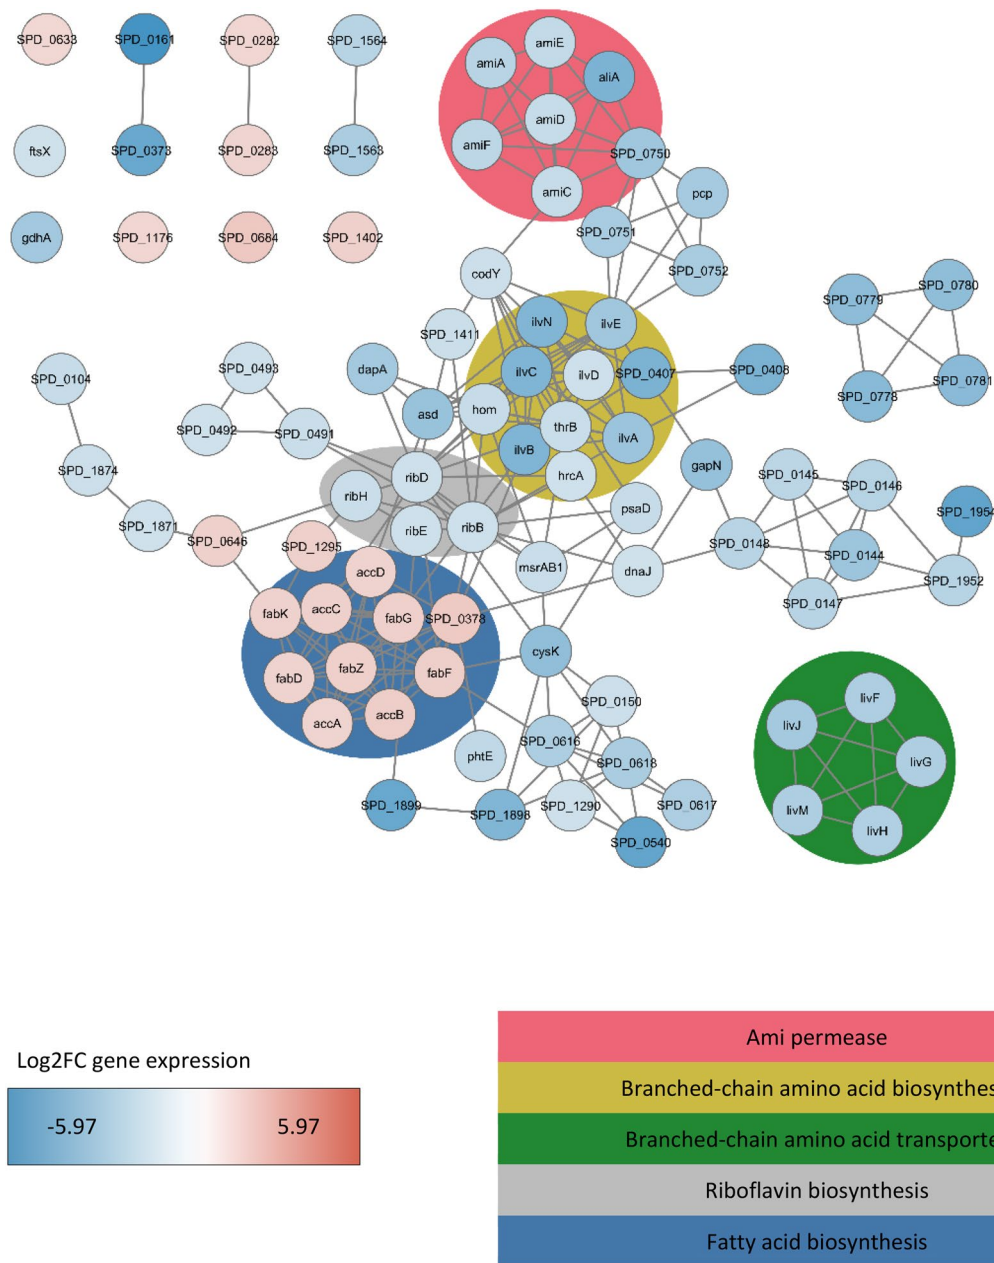 SPD_0633
SPD_0161
SPD_0282
SPD_1564
ftsX
SPD_0373
SPD_0283
SPD_1563
gdhA
SPD_1176
SPD_0684
SPD_1402
amiE
amiA
aliA
amiD
amiF
amiC
SPD_0750
pcp
SPD_0751
SPD_0752
codY
SPD_1411
ilvN
ilvE
ilvC
ilvD
SPD_0407
SPD_0408
hom
thrB
ilvB
ilvA
hrcA
dapA
asd
SPD_0779
SPD_0780
SPD_0778
SPD_0781
SPD_0104
SPD_0493
SPD_0492
SPD_0491
SPD_1874
SPD_1871
SPD_0646
SPD_1295
ribD
ribH
ribE
ribB
psaD
gapN
msrAB1
dnaJ
SPD_0145
SPD_0146
SPD_1954
SPD_0148
SPD_0144
SPD_1952
SPD_0147
accD
fabK
accC
fabG
SPD_0378
fabD
fabZ
fabF
accA
accB
cysK
SPD_0150
SPD_0616
SPD_0618
phtE
SPD_1899
SPD_1898
SPD_1290
SPD_0617
SPD_0540
livF
livJ
livG
livM
livH
Log2FC gene expression
-5.97
5.97
Ami permease
Branched-chain amino acid biosynthes
Branched-chain amino acid transporte
Riboflavin biosynthesis
Fatty acid biosynthesis